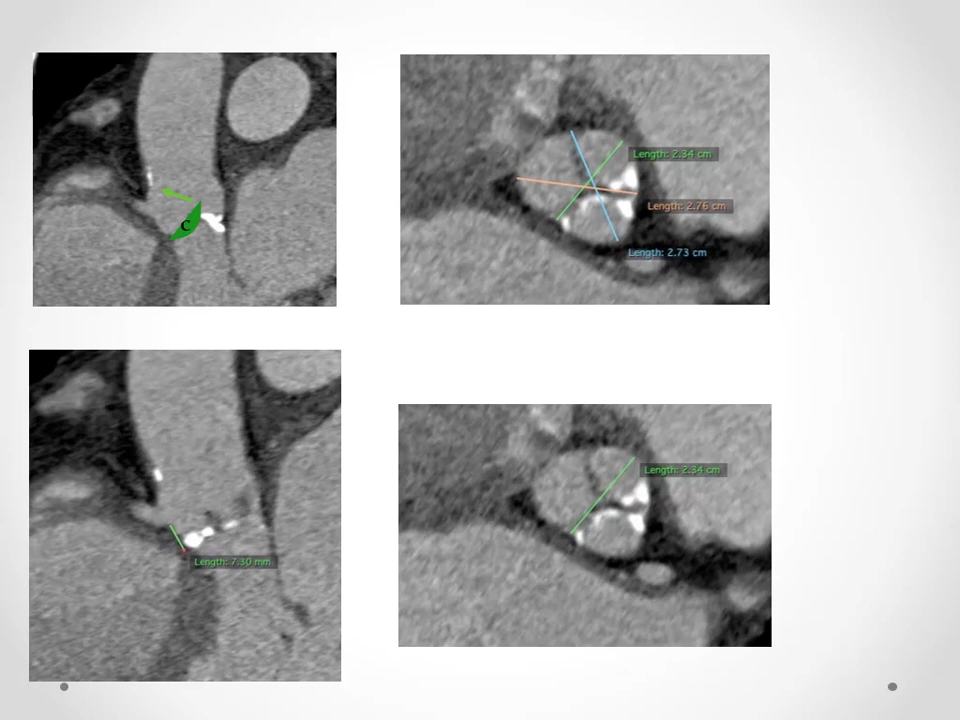 C
Length: 2.34 cm
Length: 2.76 cm
Length: 2.73 cm
Length: 7.30 mm
Length: 2.34 cm